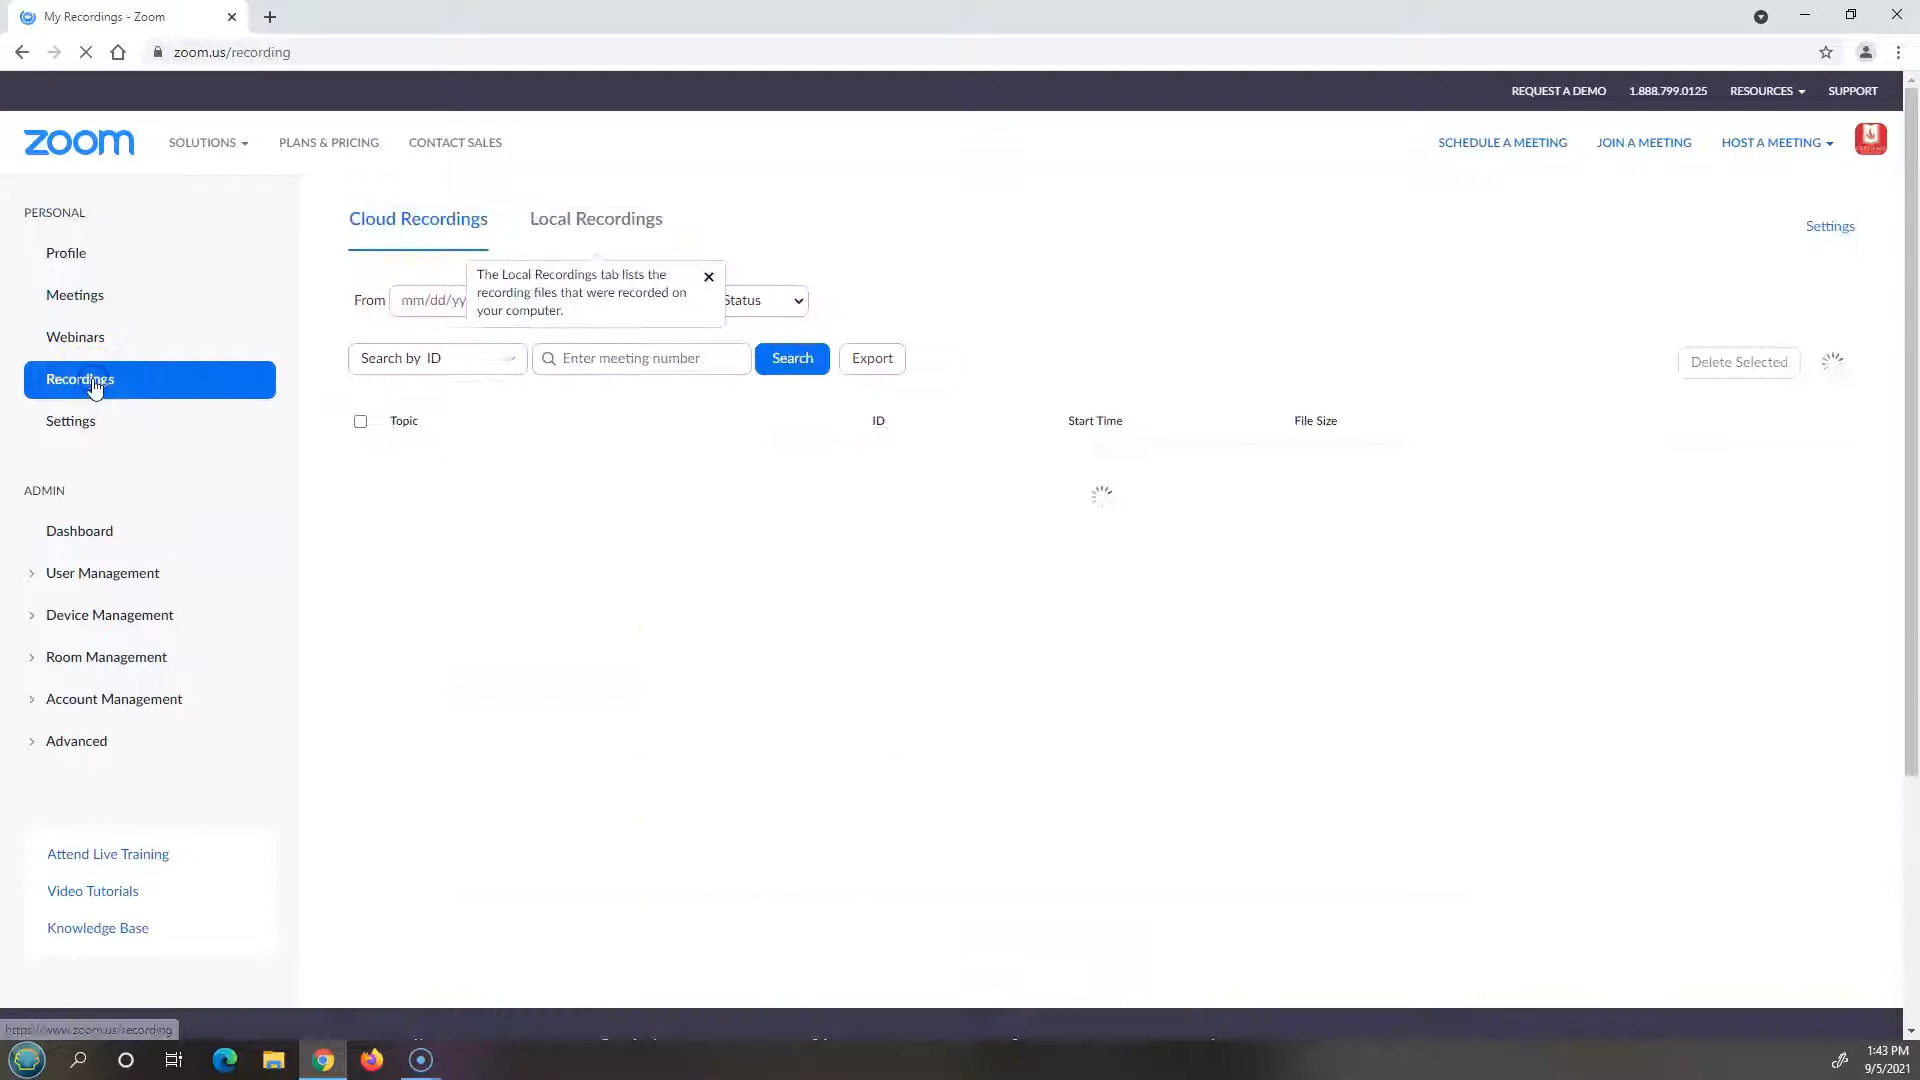 My Recordings - Zoom
zoom.us/recording
REQUEST A DEMO 1.888.799.0125 RESOURCES SUPPORT
zoom SOLUTIONS PLANS & PRICING CONTACT SALES SCHEDULE A MEETING JOIN A MEETING HOST A MEETING
PERSONAL
Profile
Meetings
Webinars
Recordings
Settings
ADMIN
Dashboard
User Management
Device Management
Room Management
Account Management
Advanced
Attend Live Training
Video Tutorials
Knowledge Base
Cloud Recordings Local Recordings
Settings
The Local Recordings tab lists the
recording files that were recorded on
your computer.
From mm/dd/yy Status
Search by ID Enter meeting number Search Export
Delete Selected
Topic ID Start Time File Size
https://www.zoom.us/recording
1:43 PM
9/5/2021